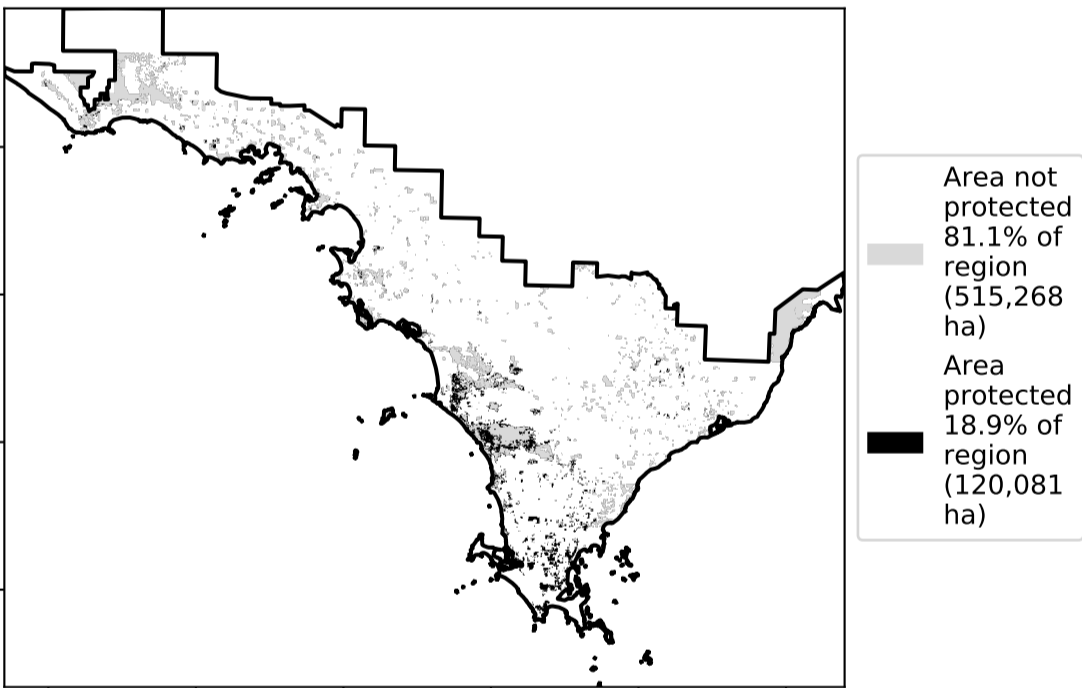 Area not
protected
81.1% of
region
(515,268
ha)
Area
protected
18.9% of
region
(120,081
ha)